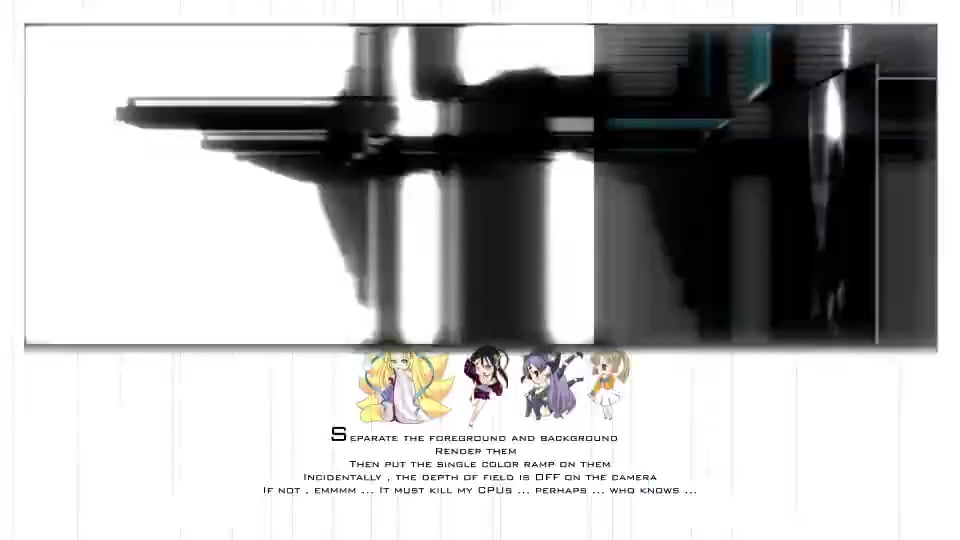 Separate the foreground and background
Render them
Then put the single color ramp on them
Incidentally , the depth of field is OFF on the camera
If not , emmmm ... it must kill my CPUs ... perhaps ... who knows ...